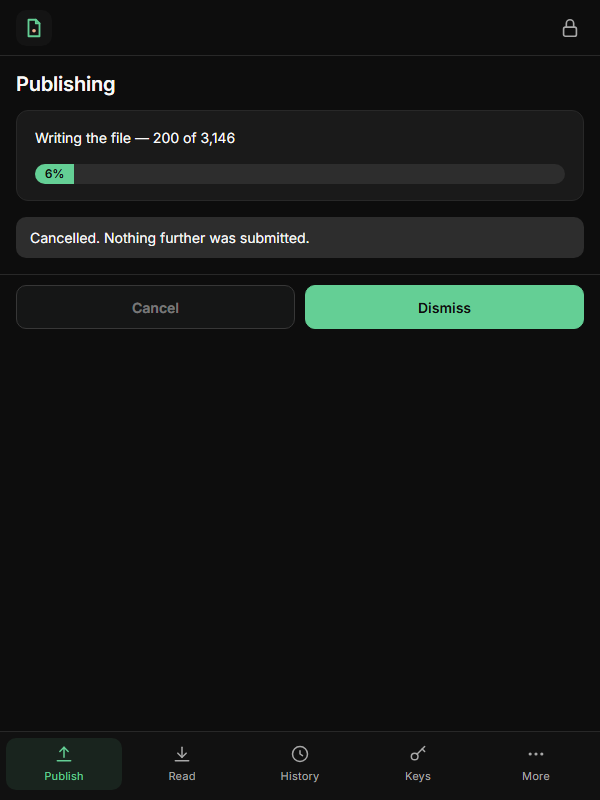 Publishing
Writing the file — 200 of 3,146
6%
Cancelled. Nothing further was submitted.
Cancel
Dismiss
Publish
Read
History
Keys
More